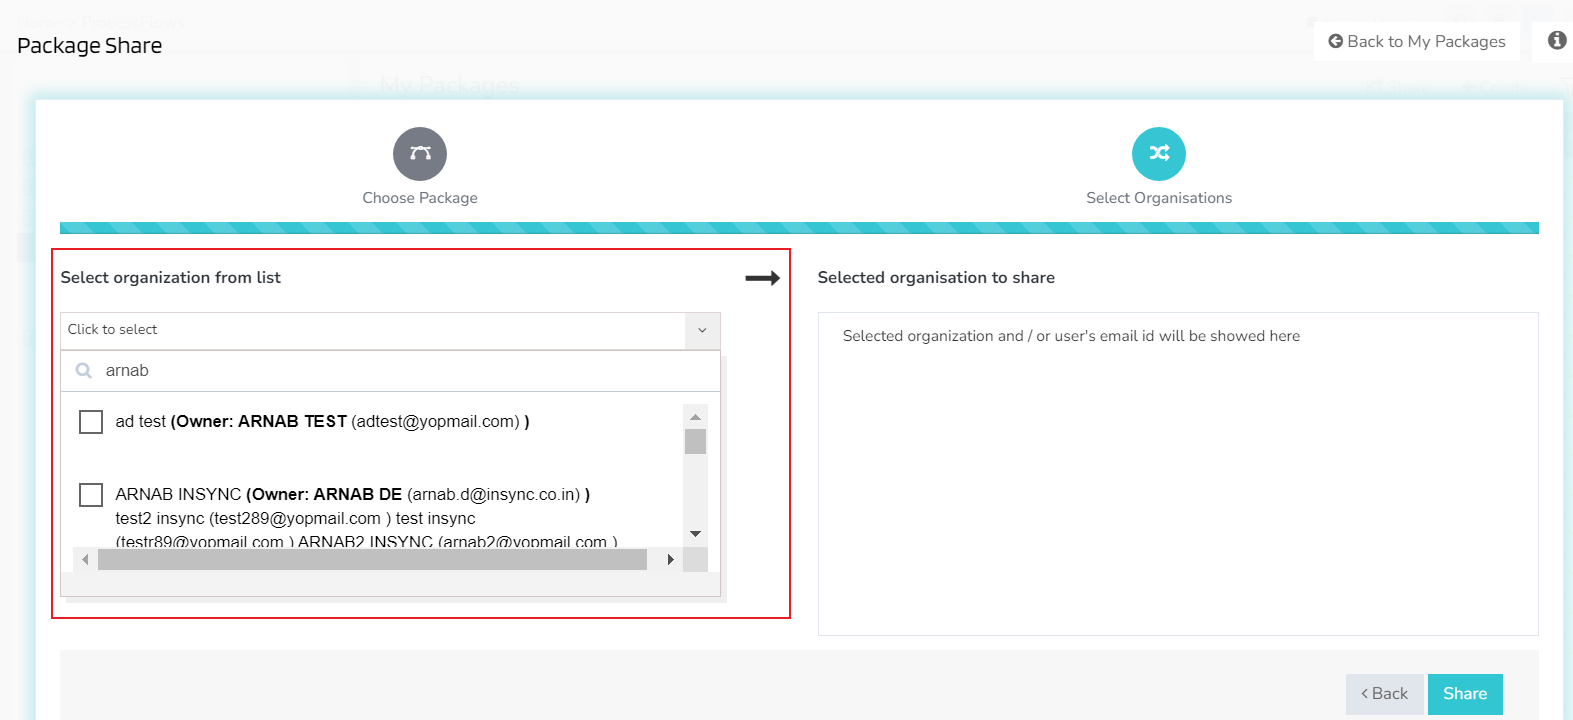 Package Share
Back to My Packages
My Packages
Choose Package
Select Organisations
Select organization from list
Selected organisation to share
Click to select
Selected organization and / or user's email id will be showed here
arnab
ad test (Owner: ARNAB TEST (adtest@yopmail.com) )
ARNAB INSYNC (Owner: ARNAB DE (arnab.d@insync.co.in) )
test2 insync (test289@yopmail.com ) test insync
(testr89@yopmail.com ) ARNAB2 INSYNC (arnab2@yopmail.com )
Back
Share